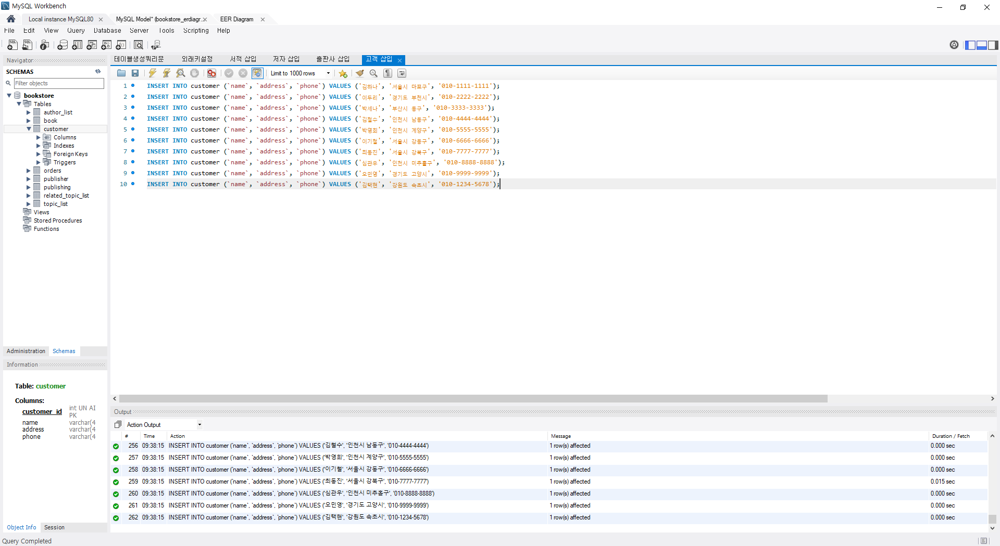 MySQL Workbench
Local instance MySQL80 MySQL Model* (bookstore_erdiagr... EER Diagram
File Edit View Query Database Server Tools Scripting Help
Navigator
SCHEMAS
Filter objects
bookstore
Tables
author_list
book
customer
Columns
Indexes
Foreign Keys
Triggers
orders
publisher
publishing
related_topic_list
topic_list
Views
Stored Procedures
Functions
Administration Schemas
Information
Table: customer
Columns:
customer_id int UN AI PK
name varchar(4
address varchar(4
phone varchar(4
Object Info Session
테이블생성쿼리문 외래키설정 서적 삽입 저자 삽입 출판사 삽입 고객 삽입
Limit to 1000 rows
1 INSERT INTO customer (`name`, `address`, `phone`) VALUES ('김하나', '서울시 마포구', '010-1111-1111');
2 INSERT INTO customer (`name`, `address`, `phone`) VALUES ('이두리', '경기도 부천시', '010-2222-2222');
3 INSERT INTO customer (`name`, `address`, `phone`) VALUES ('박세나', '부산시 동구', '010-3333-3333');
4 INSERT INTO customer (`name`, `address`, `phone`) VALUES ('김철수', '인천시 남동구', '010-4444-4444');
5 INSERT INTO customer (`name`, `address`, `phone`) VALUES ('박영희', '인천시 계양구', '010-5555-5555');
6 INSERT INTO customer (`name`, `address`, `phone`) VALUES ('이기철', '서울시 강동구', '010-6666-6666');
7 INSERT INTO customer (`name`, `address`, `phone`) VALUES ('최동진', '서울시 강북구', '010-7777-7777');
8 INSERT INTO customer (`name`, `address`, `phone`) VALUES ('심관우', '인천시 미추홀구', '010-8888-8888');
9 INSERT INTO customer (`name`, `address`, `phone`) VALUES ('오민영', '경기도 고양시', '010-9999-9999');
10 INSERT INTO customer (`name`, `address`, `phone`) VALUES ('김택현', '강원도 속초시', '010-1234-5678');
Output
Action Output
# Time Action Message Duration / Fetch
256 09:38:15 INSERT INTO customer (`name`, `address`, `phone`) VALUES ('김철수', '인천시 남동구', '010-4444-4444') 1 row(s) affected 0.000 sec
257 09:38:15 INSERT INTO customer (`name`, `address`, `phone`) VALUES ('박영희', '인천시 계양구', '010-5555-5555') 1 row(s) affected 0.000 sec
258 09:38:15 INSERT INTO customer (`name`, `address`, `phone`) VALUES ('이기철', '서울시 강동구', '010-6666-6666') 1 row(s) affected 0.000 sec
259 09:38:15 INSERT INTO customer (`name`, `address`, `phone`) VALUES ('최동진', '서울시 강북구', '010-7777-7777') 1 row(s) affected 0.015 sec
260 09:38:15 INSERT INTO customer (`name`, `address`, `phone`) VALUES ('심관우', '인천시 미추홀구', '010-8888-8888') 1 row(s) affected 0.000 sec
261 09:38:15 INSERT INTO customer (`name`, `address`, `phone`) VALUES ('오민영', '경기도 고양시', '010-9999-9999') 1 row(s) affected 0.000 sec
262 09:38:15 INSERT INTO customer (`name`, `address`, `phone`) VALUES ('김택현', '강원도 속초시', '010-1234-5678') 1 row(s) affected 0.000 sec
Query Completed